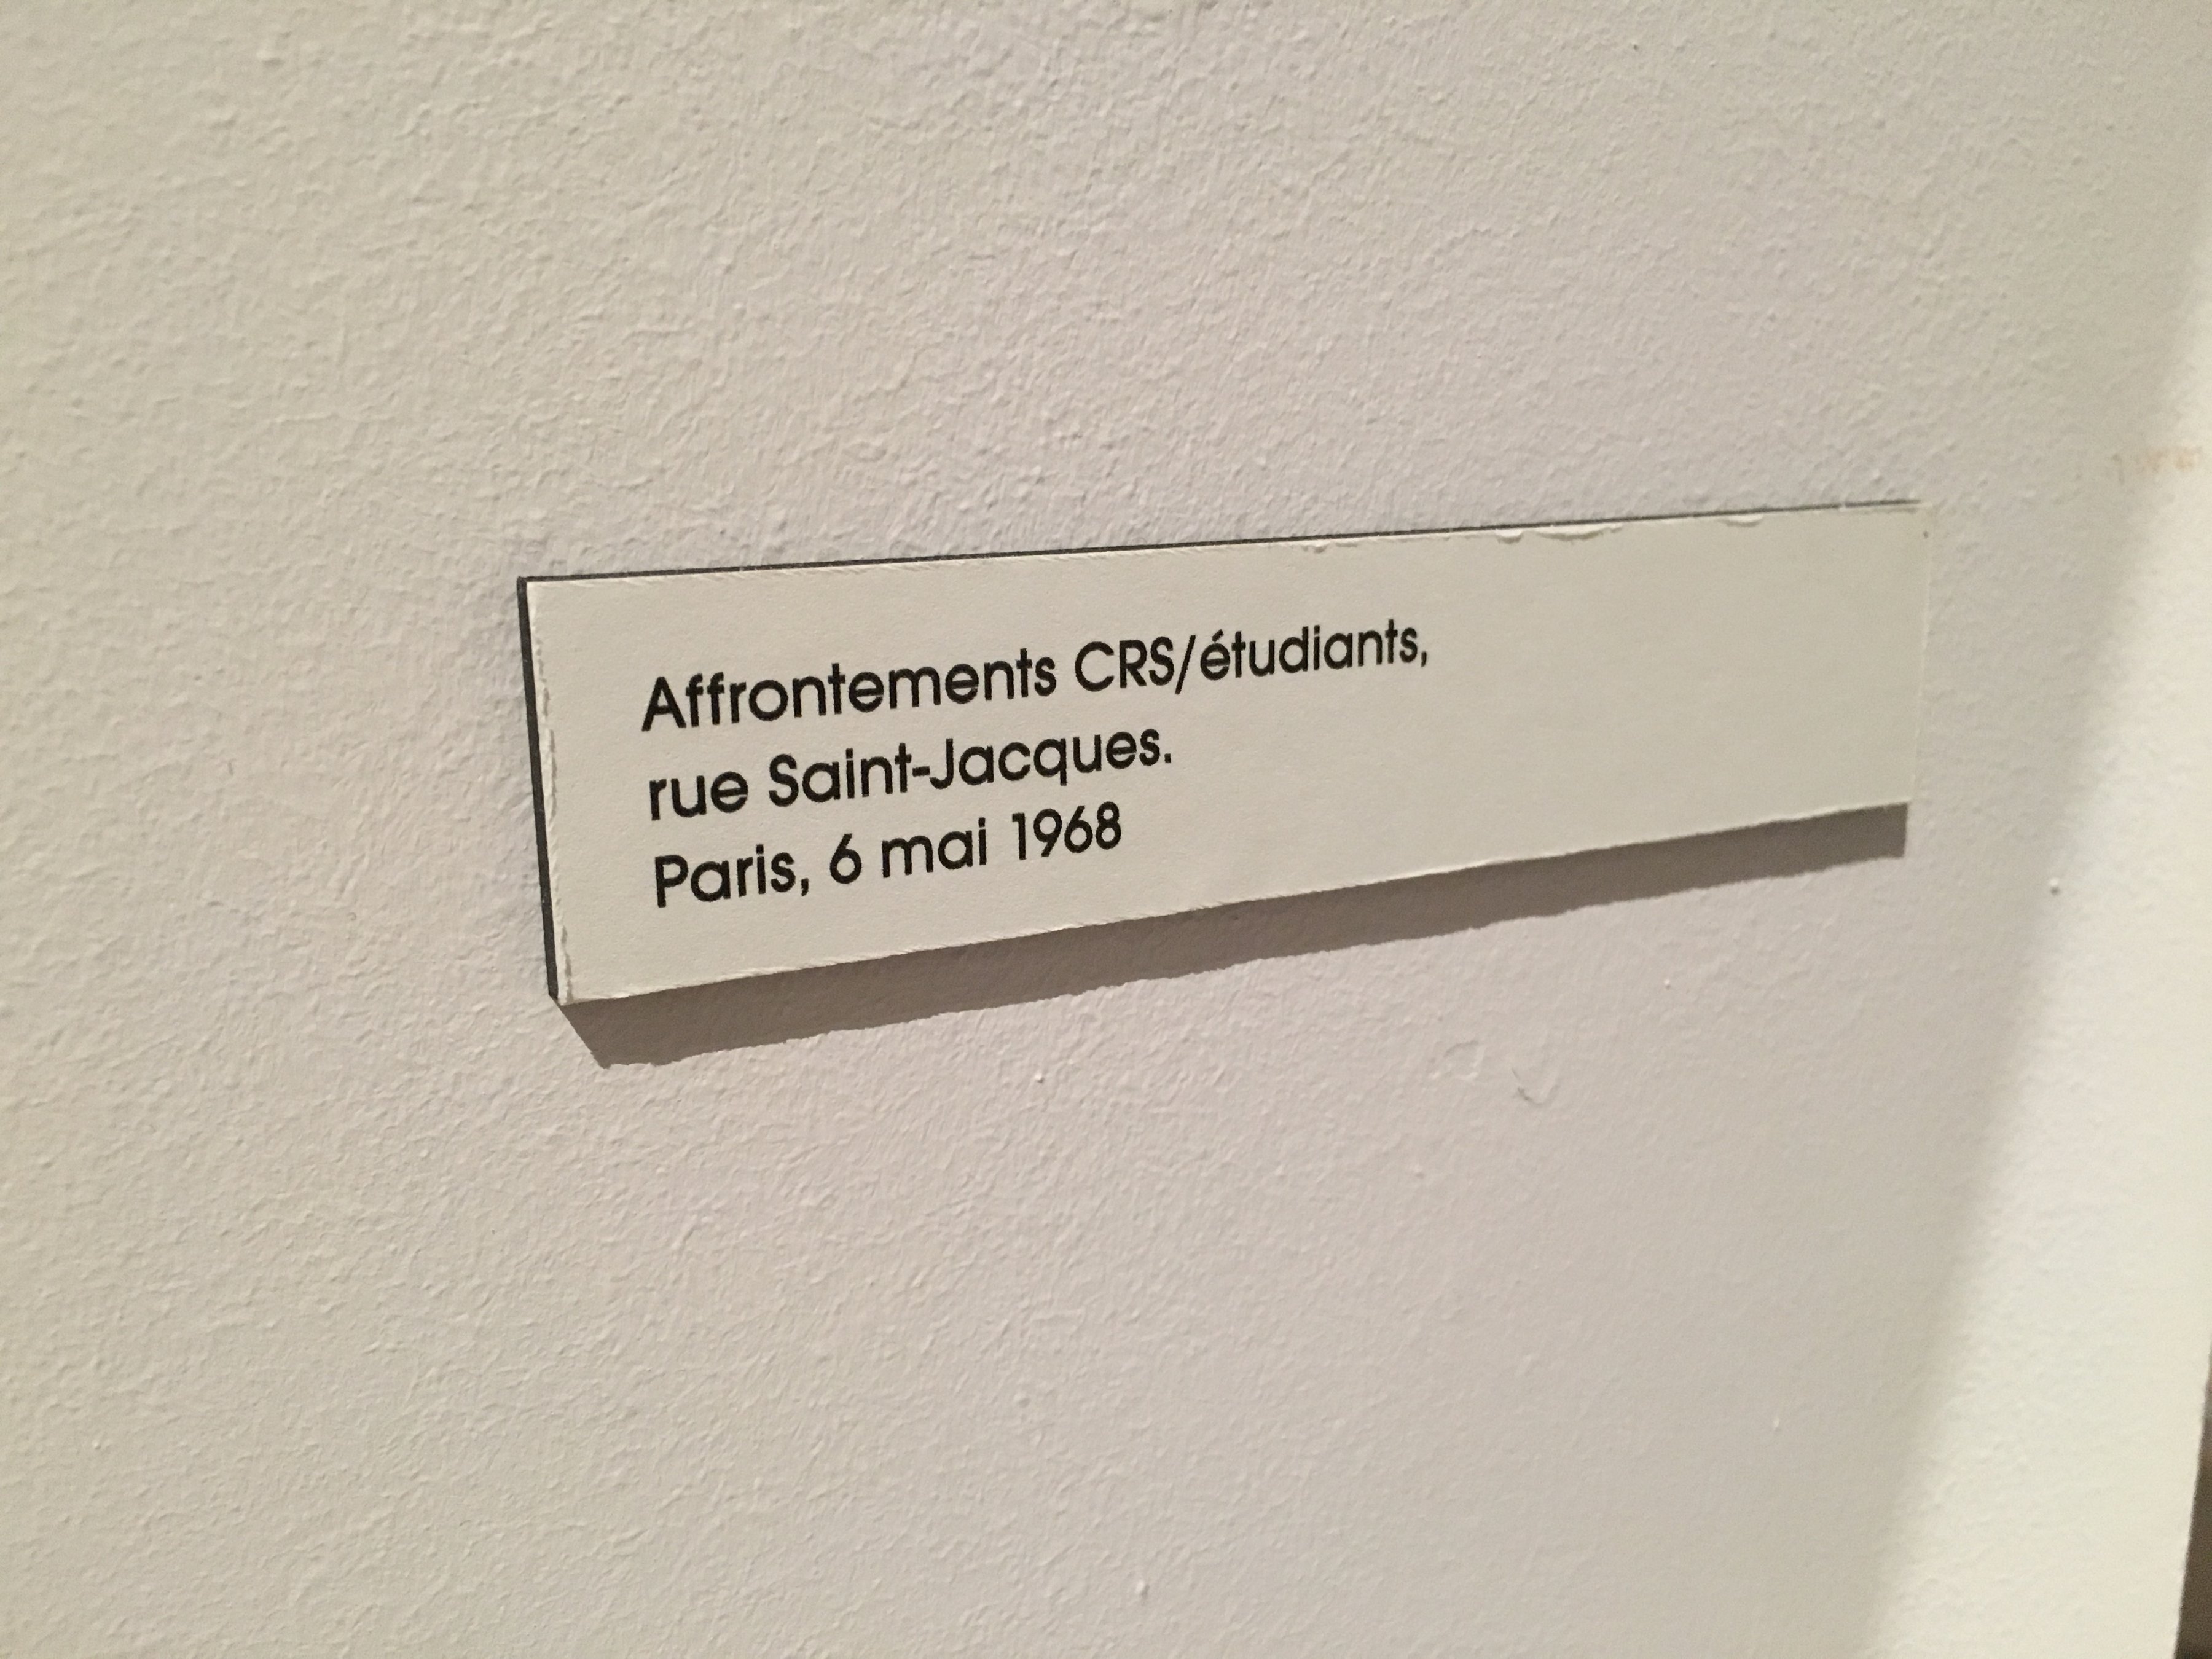 Affrontements CRS/étudiants,
rue Saint-Jacques.
Paris, 6 mai 1968